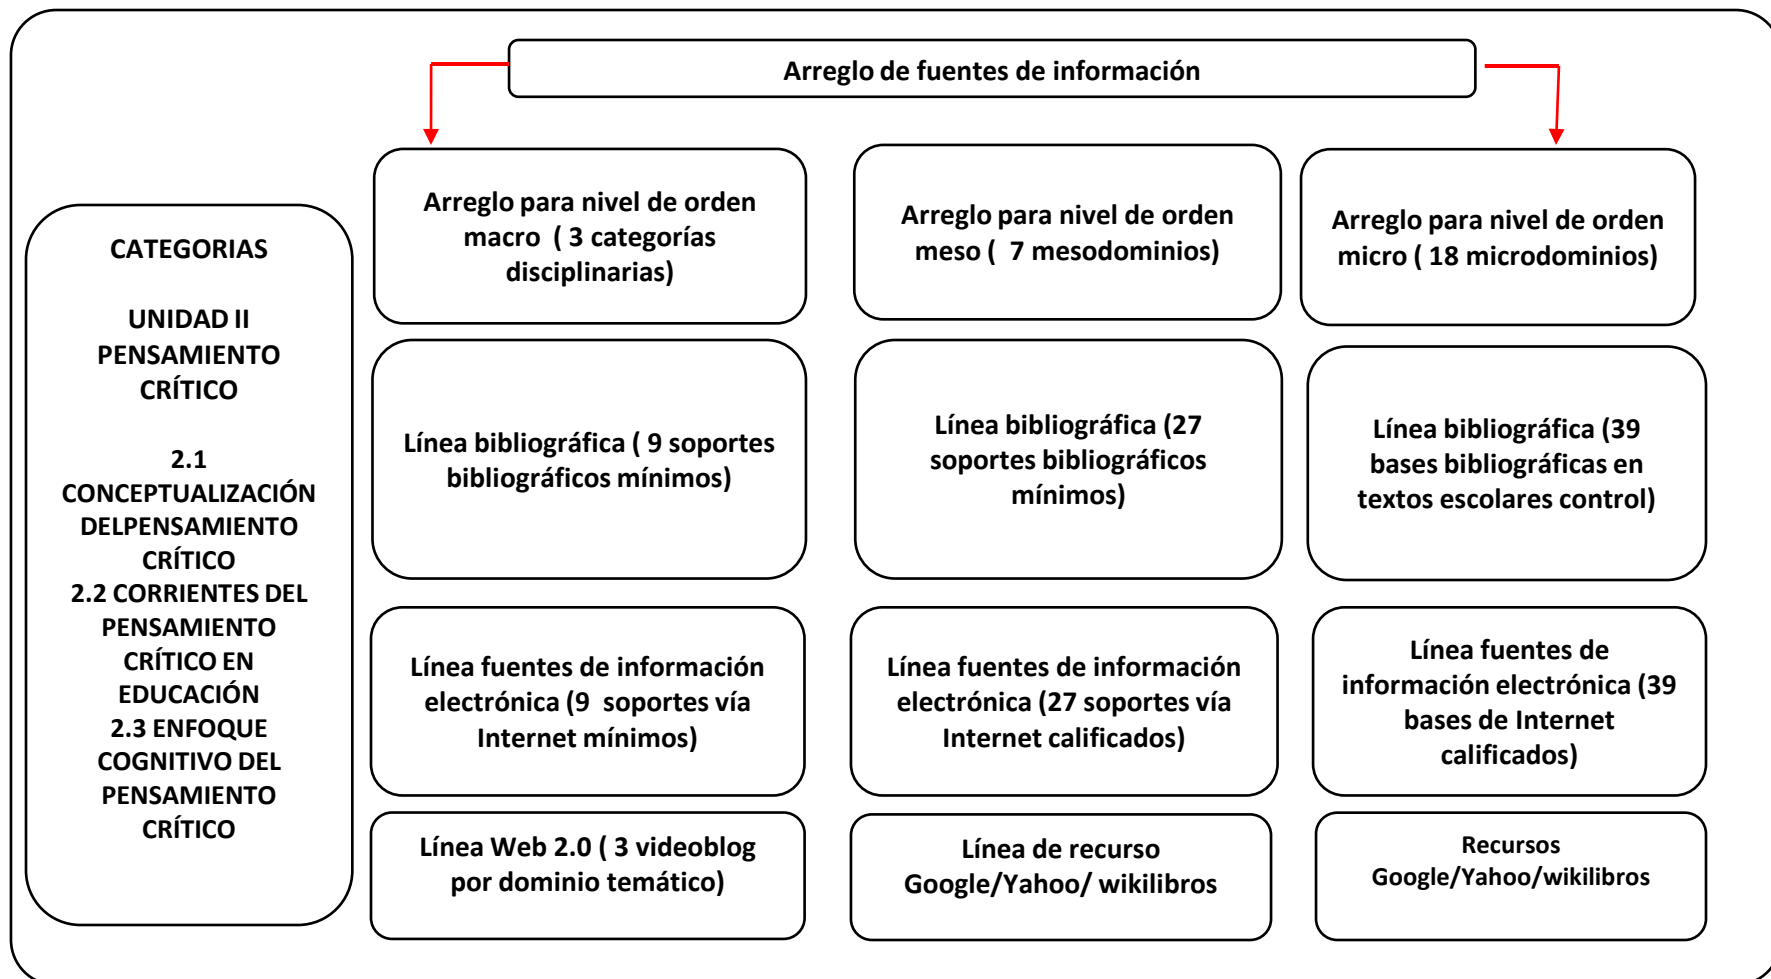 Arreglo de fuentes de información
CATEGORIAS
UNIDAD II
PENSAMIENTO
CRÍTICO
2.1
CONCEPTUALIZACIÓN
DELPENSAMIENTO
CRÍTICO
2.2 CORRIENTES DEL
PENSAMIENTO
CRÍTICO EN
EDUCACIÓN
2.3 ENFOQUE
COGNITIVO DEL
PENSAMIENTO
CRÍTICO
Arreglo para nivel de orden
macro ( 3 categorías
disciplinarias)
Arreglo para nivel de orden
meso ( 7 mesodominios)
Arreglo para nivel de orden
micro ( 18 microdominios)
Línea bibliográfica ( 9 soportes
bibliográficos mínimos)
Línea bibliográfica (27
soportes bibliográficos
mínimos)
Línea bibliográfica (39
bases bibliográficas en
textos escolares control)
Línea fuentes de información
electrónica (9 soportes vía
Internet mínimos)
Línea fuentes de información
electrónica (27 soportes vía
Internet calificados)
Línea fuentes de
información electrónica (39
bases de Internet
calificados)
Línea Web 2.0 ( 3 videoblog
por dominio temático)
Línea de recurso
Google/Yahoo/ wikilibros
Recursos
Google/Yahoo/wikilibros